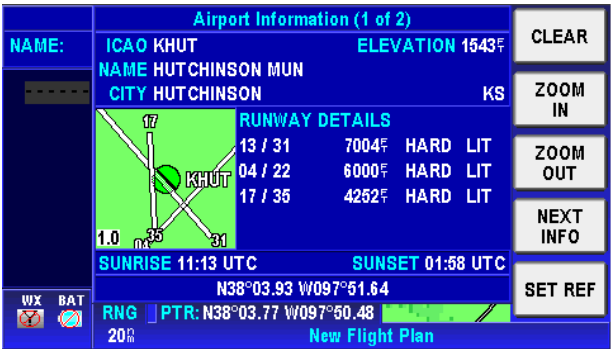 Airport Information (1 of 2)
NAME:
ICAO KHUT ELEVATION 1543FT
NAME HUTCHINSON MUN
CITY HUTCHINSON KS
RUNWAY DETAILS
13 / 31 7004FT HARD LIT
04 / 22 6000FT HARD LIT
17 / 35 4252FT HARD LIT
17
KHUT
1.0
04
35
31
SUNRISE 11:13 UTC SUNSET 01:58 UTC
N38°03.93 W097°51.64
WX BAT
RNG PTR: N38°03.77 W097°50.48
20NM New Flight Plan
CLEAR
ZOOM
IN
ZOOM
OUT
NEXT
INFO
SET REF